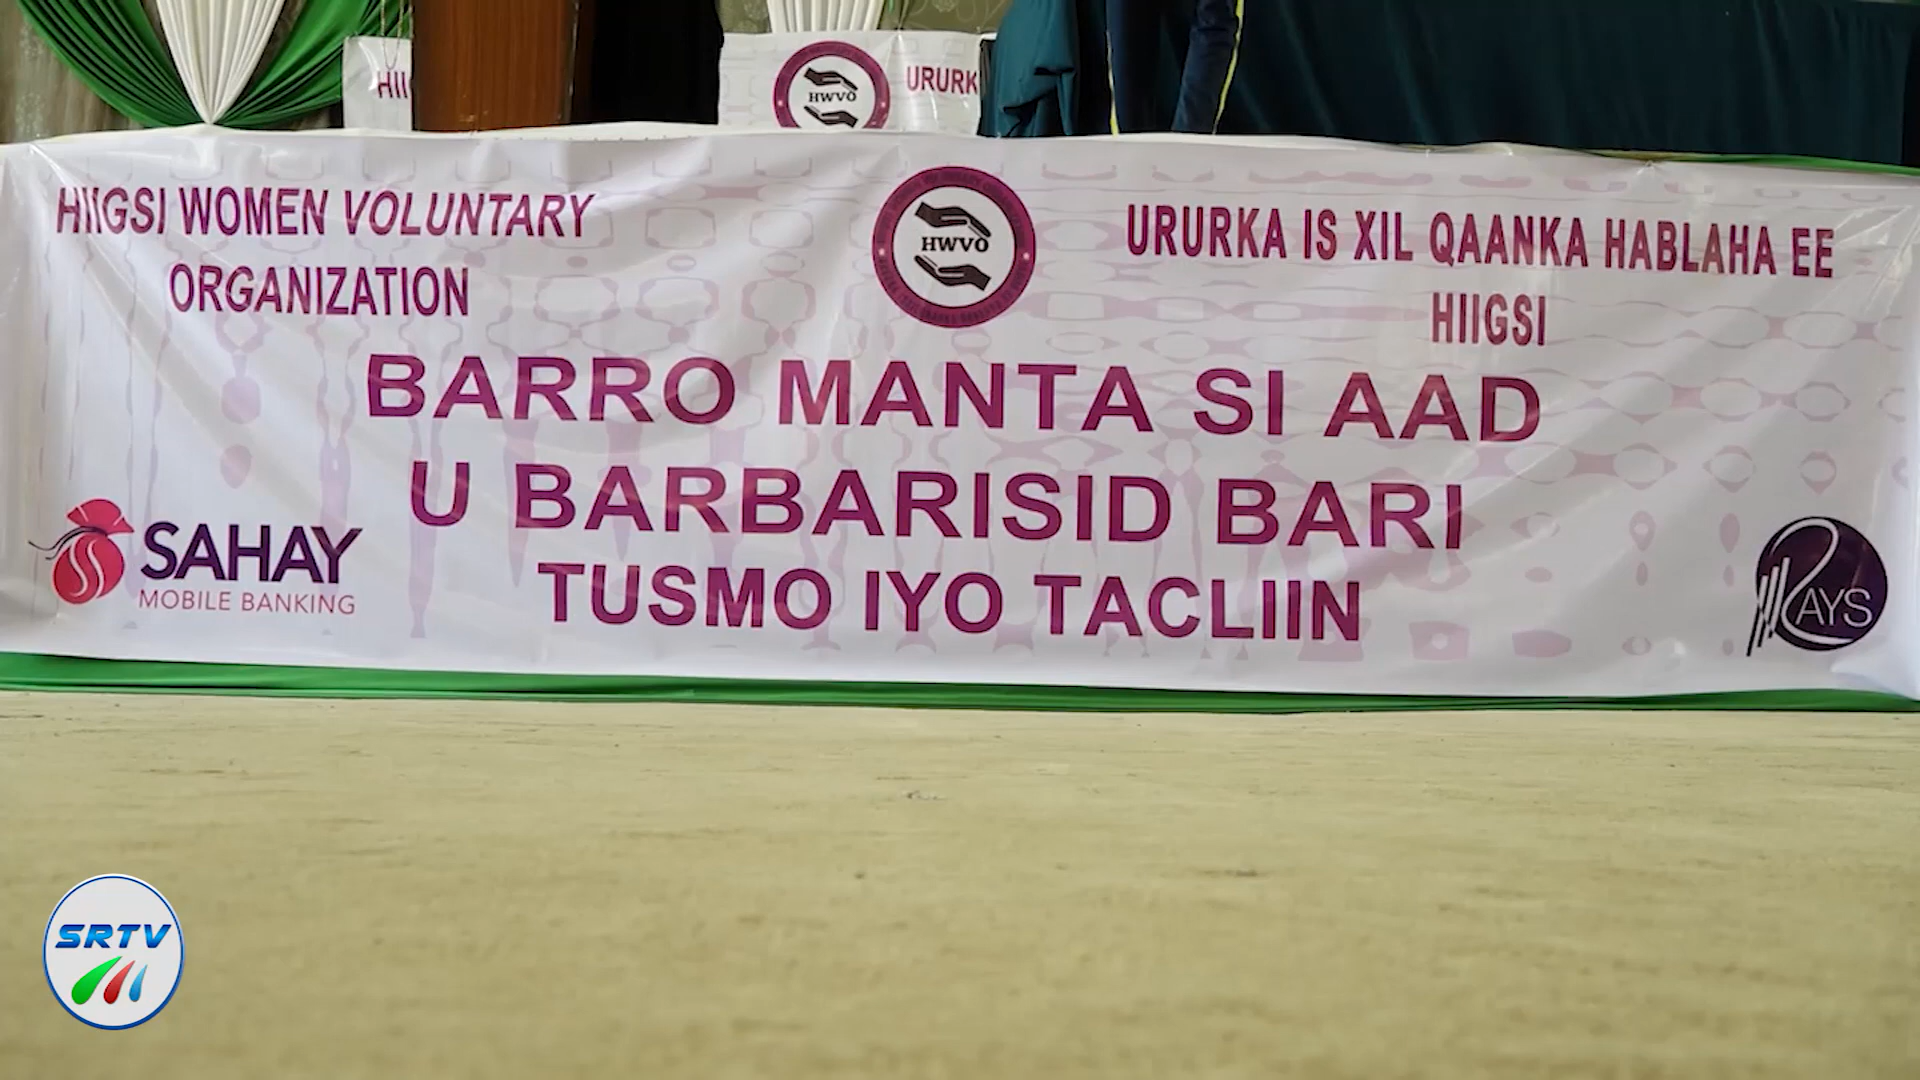 HII
HWVO
URURK
HIIGSI WOMEN VOLUNTARY
ORGANIZATION
HWVO
URURKA IS XIL QAANKA HABLAHA EE
HIIGSI
BARRO MANTA SI AAD
U BARBARISID BARI
TUSMO IYO TACLIIN
SAHAY
MOBILE BANKING
RAYS
SRTV